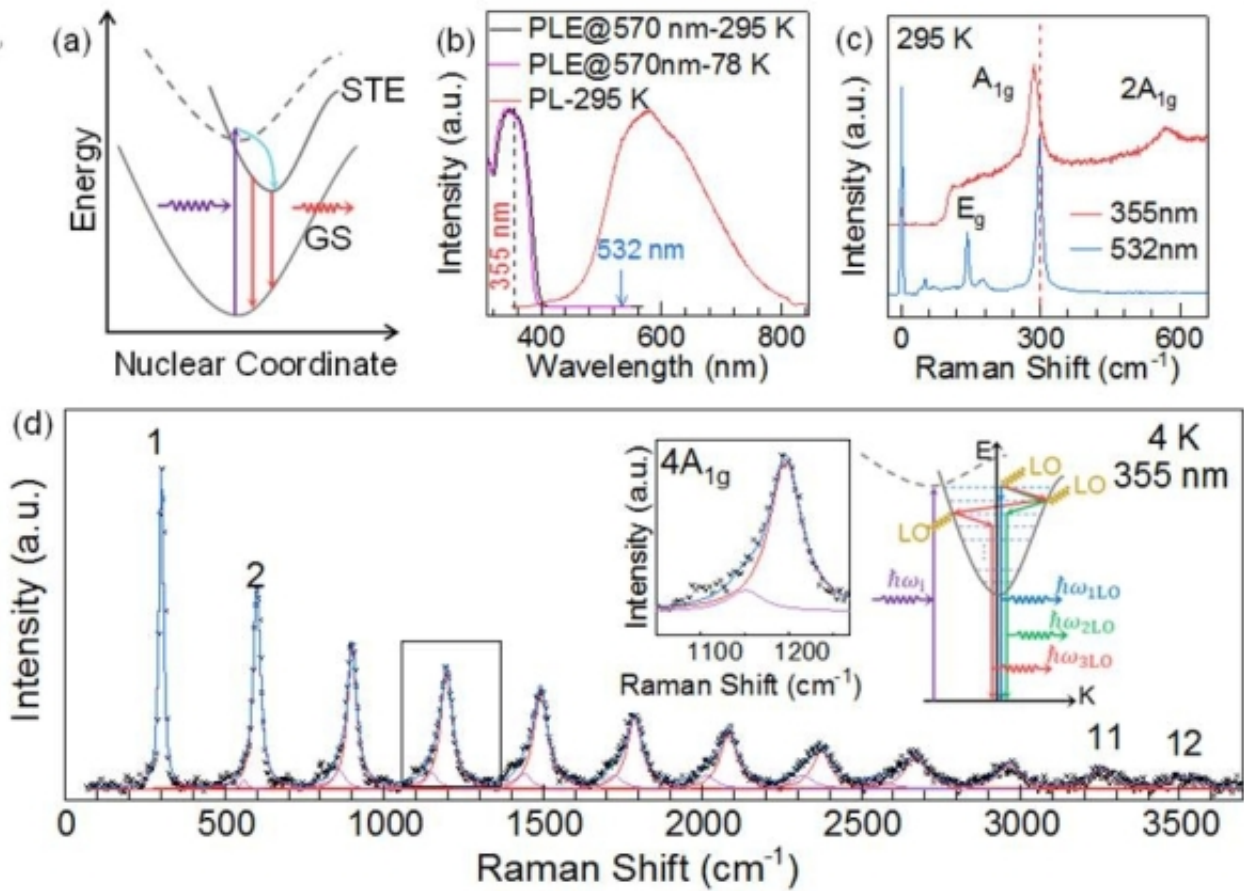 (a)
STE
GS
Energy
Nuclear Coordinate
(b)
PLE@570 nm-295 K
PLE@570nm-78 K
PL-295 K
355 nm
532 nm
Intensity (a.u.)
400 600 800
Wavelength (nm)
(c)
295 K
A1g
2A1g
Eg
355nm
532nm
Intensity (a.u.)
0 300 600
Raman Shift (cm-1)
(d)
1
2
11
12
4 K
355 nm
Intensity (a.u.)
0 500 1000 1500 2000 2500 3000 3500
Raman Shift (cm-1)
4A1g
Intensity (a.u.)
1100 1200
Raman Shift (cm-1)
E
LO
LO
LO
ħωi
ħω1LO
ħω2LO
ħω3LO
K